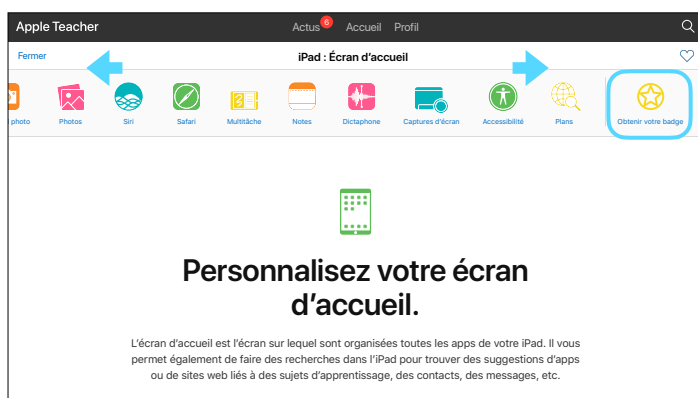 Apple Teacher
Actus 6 Accueil Profil
Fermer
iPad : Écran d'accueil
photo
Photos
Siri
Safari
Multitâche
Notes
Dictaphone
Captures d'écran
Accessibilité
Plans
Obtenir votre badge
Personnalisez votre écran
d'accueil.
L'écran d'accueil est l'écran sur lequel sont organisées toutes les apps de votre iPad. Il vous
permet également de faire des recherches dans l'iPad pour trouver des suggestions d'apps
ou de sites web liés à des sujets d'apprentissage, des contacts, des messages, etc.